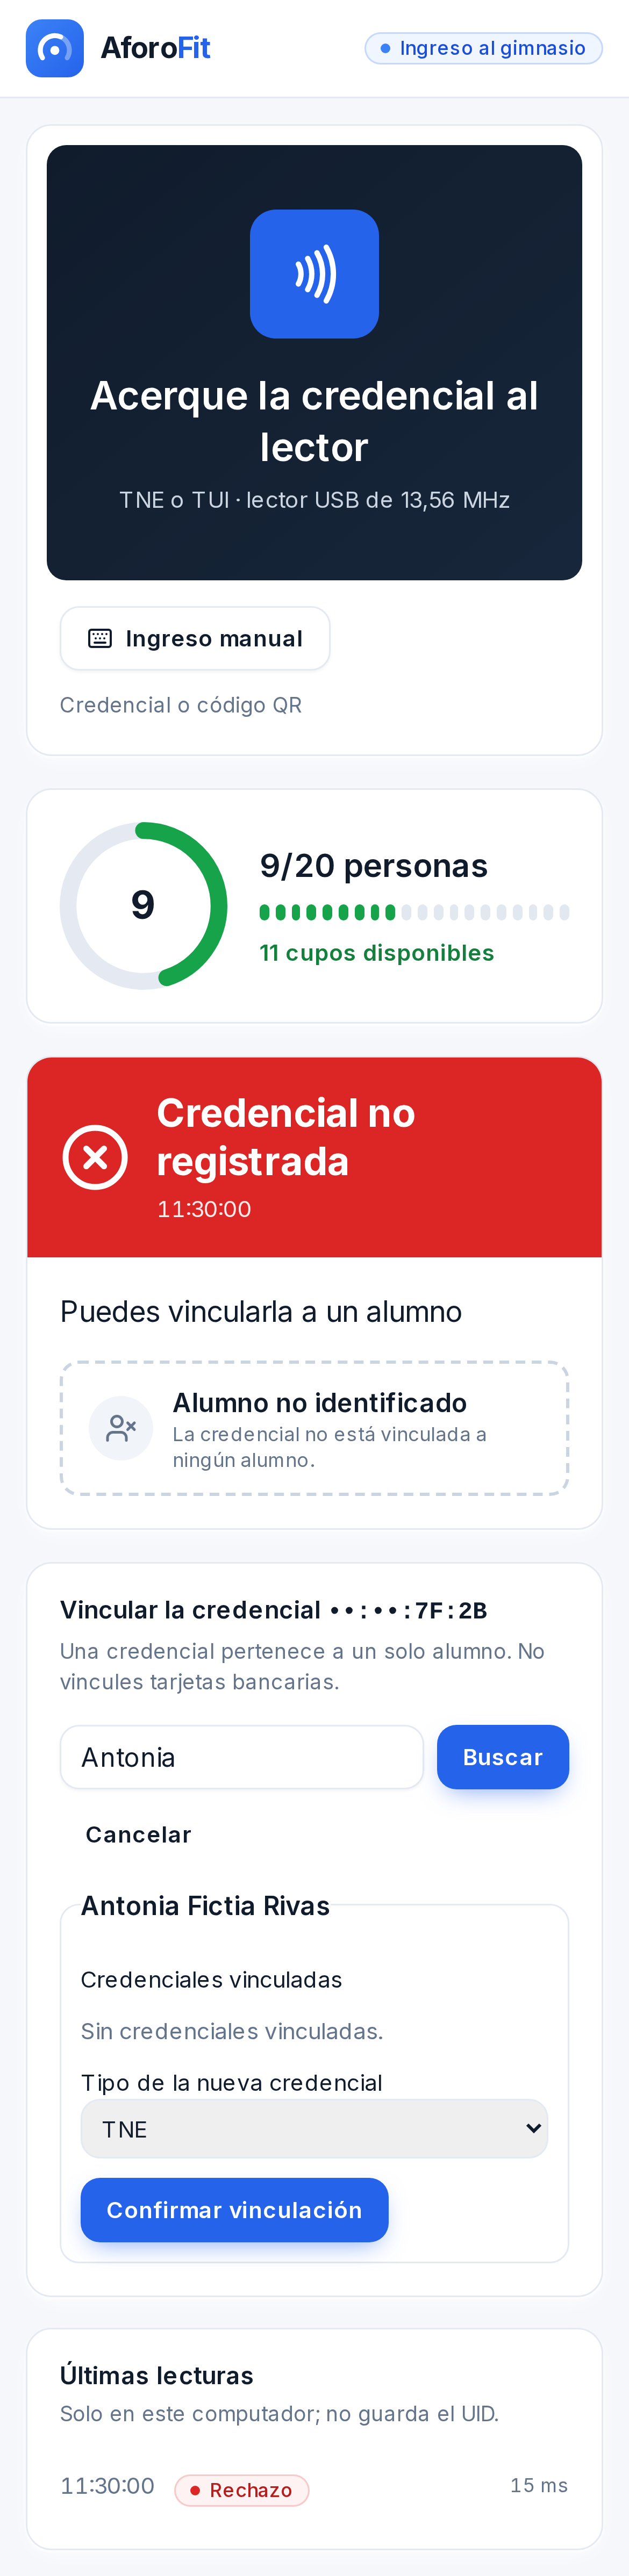 AforoFit
Ingreso al gimnasio
Acerque la credencial al
lector
TNE o TUI · lector USB de 13,56 MHz
Ingreso manual
Credencial o código QR
9
9/20 personas
11 cupos disponibles
Credencial no
registrada
11:30:00
Puedes vincularla a un alumno
Alumno no identificado
La credencial no está vinculada a
ningún alumno.
Vincular la credencial ••:••:7F:2B
Una credencial pertenece a un solo alumno. No
vincules tarjetas bancarias.
Antonia
Buscar
Cancelar
Antonia Fictia Rivas
Credenciales vinculadas
Sin credenciales vinculadas.
Tipo de la nueva credencial
TNE
Confirmar vinculación
Últimas lecturas
Solo en este computador; no guarda el UID.
11:30:00 Rechazo 15 ms